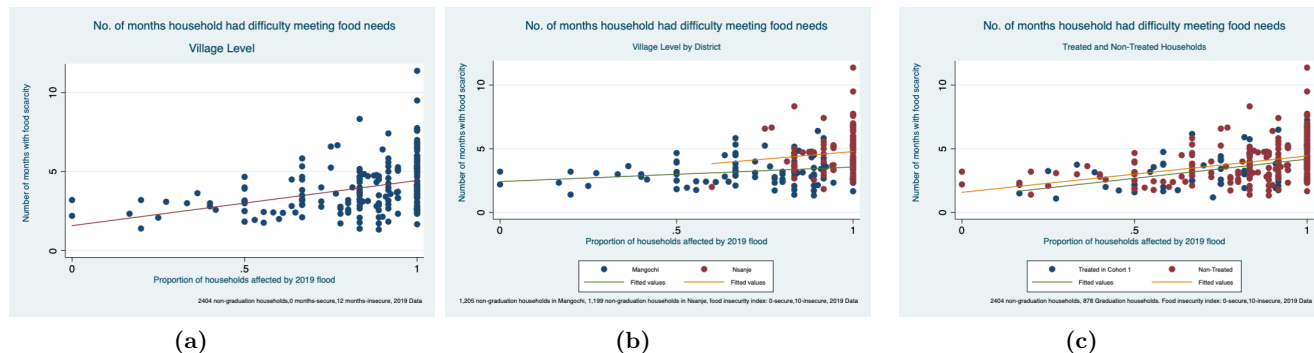 No. of months household had difficulty meeting food needs
Village Level
Number of months with food scarcity
10
5
0
0
.5
1
Proportion of households affected by 2019 flood
2404 non-graduation households,0 months-secure,12 months-insecure, 2019 Data
(a)
No. of months household had difficulty meeting food needs
Village Level by District
Number of months with food scarcity
10
5
0
0
.5
1
Proportion of households affected by 2019 flood
Mangochi
Nsanje
Fitted values
Fitted values
1,205 non-graduation households in Mangochi, 1,199 non-graduation households in Nsanje, food insecurity index: 0-secure,10-insecure, 2019 Data
(b)
No. of months household had difficulty meeting food needs
Treated and Non-Treated Households
Number of months with food scarcity
10
5
0
0
.5
1
Proportion of households affected by 2019 flood
Treated in Cohort 1
Non-Treated
Fitted values
Fitted values
2404 non-graduation households, 876 Graduation households. Food insecurity index: 0-secure,10-insecure, 2019 Data
(c)